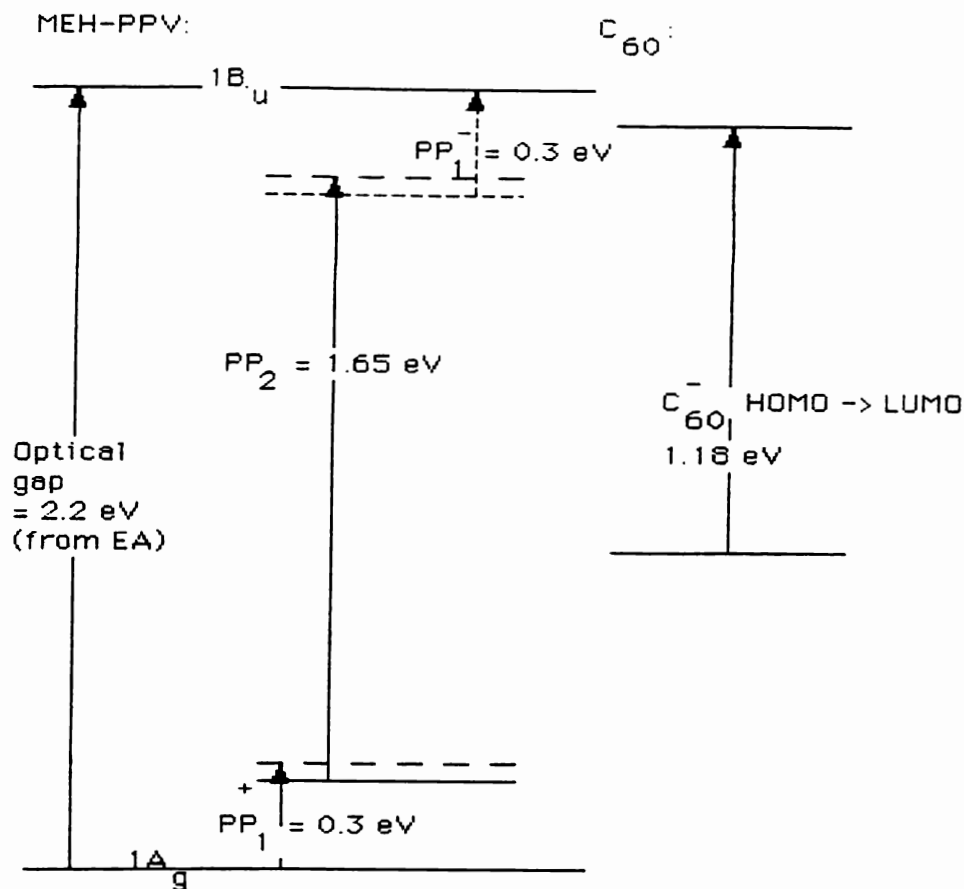 MEH-PPV:
C60:
1Bu
PP1- = 0.3 eV
PP2 = 1.65 eV
C60- HOMO -> LUMO
1.18 eV
Optical
gap
= 2.2 eV
(from EA)
+
PP1 = 0.3 eV
1Ag